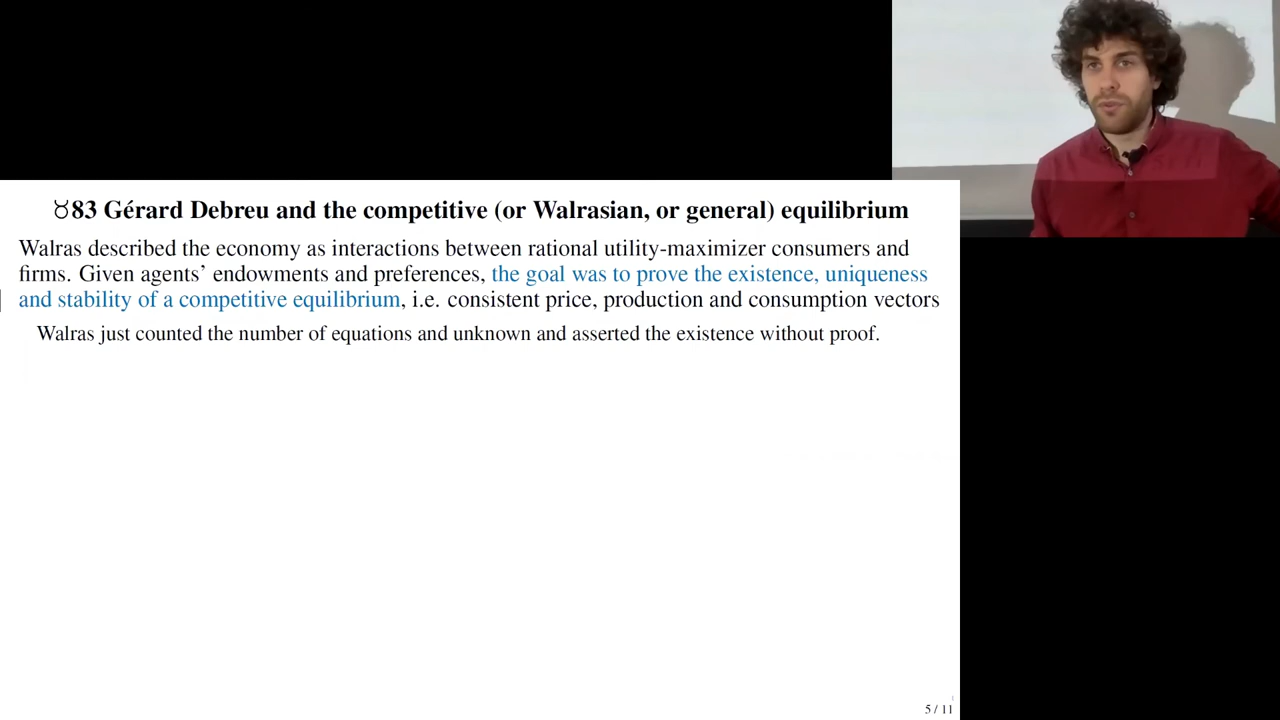 ♉83 Gérard Debreu and the competitive (or Walrasian, or general) equilibrium
Walras described the economy as interactions between rational utility-maximizer consumers and
firms. Given agents’ endowments and preferences, the goal was to prove the existence, uniqueness
and stability of a competitive equilibrium, i.e. consistent price, production and consumption vectors
Walras just counted the number of equations and unknown and asserted the existence without proof.
5 / 11